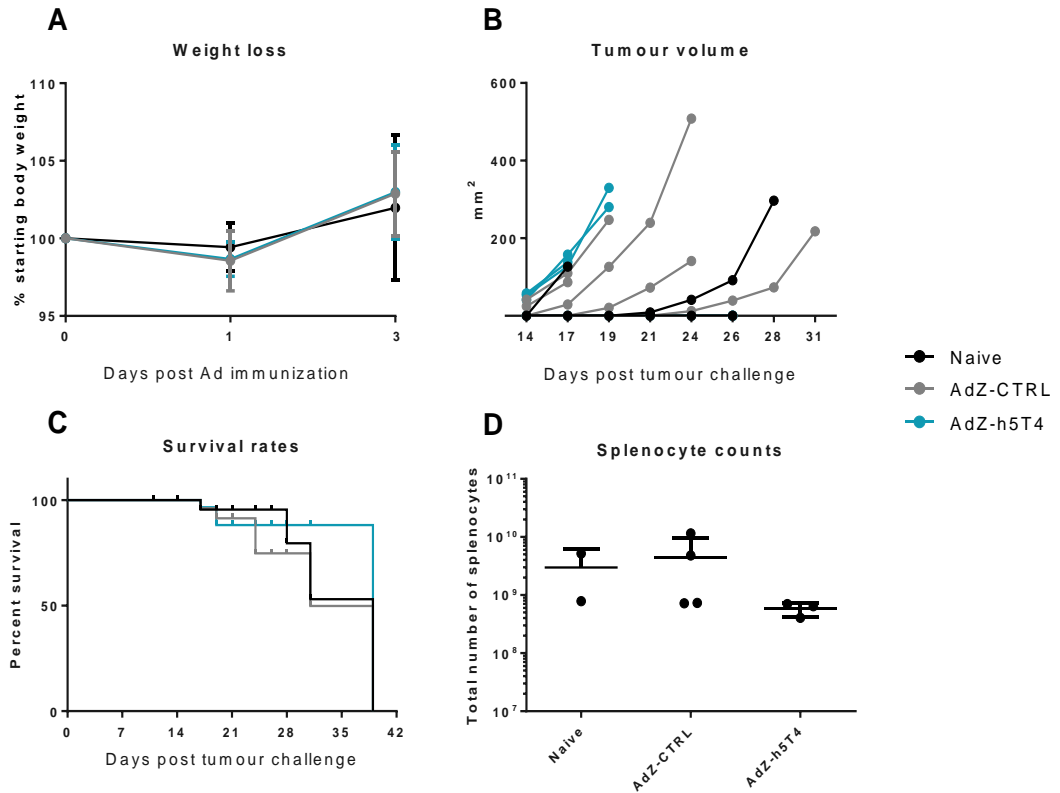 A
Weight loss
% starting body weight
110
105
100
95
0 1 3
Days post Ad immunization
B
Tumour volume
mm²
600
400
200
14 17 19 21 24 26 28 31
Days post tumour challenge
Naive
AdZ-CTRL
AdZ-h5T4
C
Survival rates
Percent survival
100
50
0
0 7 14 21 28 35 42
Days post tumour challenge
D
Splenocyte counts
Total number of splenocytes
10¹¹
10¹⁰
10⁹
10⁸
10⁷
Naive
AdZ-CTRL
AdZ-h5T4